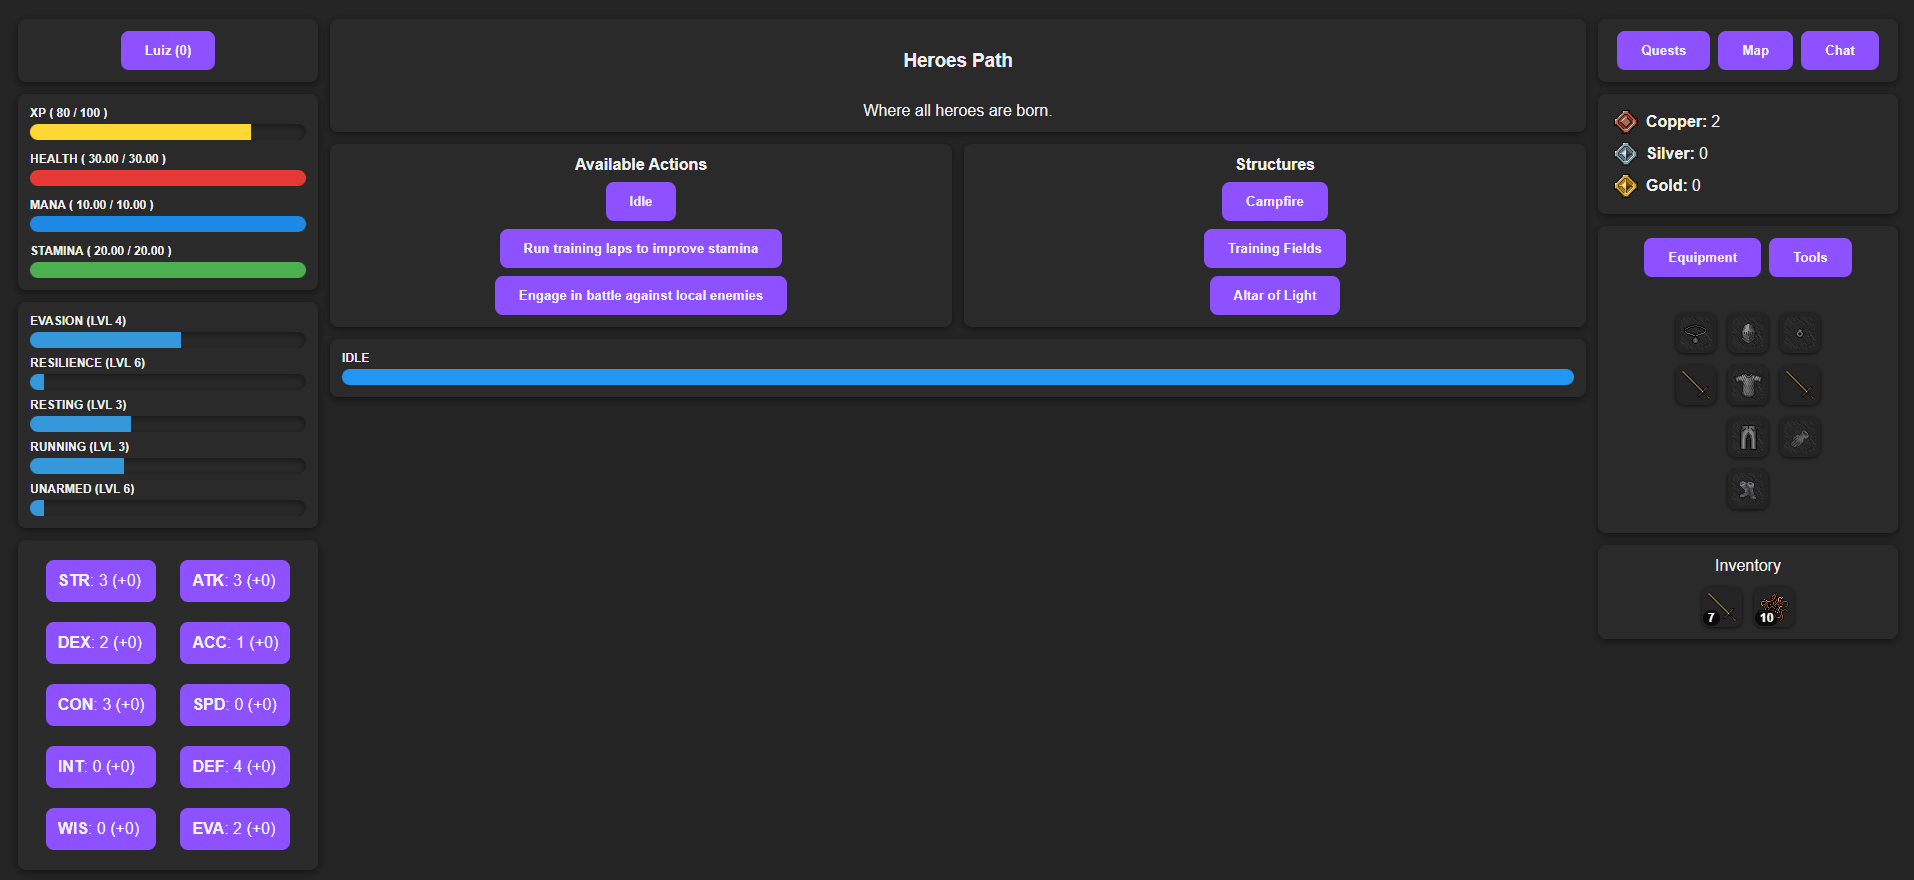 Luiz (0)
XP ( 80 / 100 )
HEALTH ( 30.00 / 30.00 )
MANA ( 10.00 / 10.00 )
STAMINA ( 20.00 / 20.00 )
EVASION (LVL 4)
RESILIENCE (LVL 6)
RESTING (LVL 3)
RUNNING (LVL 3)
UNARMED (LVL 6)
STR: 3 (+0)
ATK: 3 (+0)
DEX: 2 (+0)
ACC: 1 (+0)
CON: 3 (+0)
SPD: 0 (+0)
INT: 0 (+0)
DEF: 4 (+0)
WIS: 0 (+0)
EVA: 2 (+0)
Heroes Path
Where all heroes are born.
Available Actions
Idle
Run training laps to improve stamina
Engage in battle against local enemies
Structures
Campfire
Training Fields
Altar of Light
IDLE
Quests
Map
Chat
Copper: 2
Silver: 0
Gold: 0
Equipment
Tools
Inventory
7
10